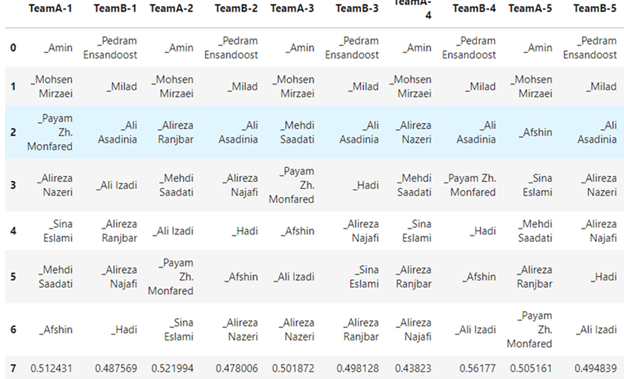 TeamA-1 TeamB-1 TeamA-2 TeamB-2 TeamA-3 TeamB-3 TeamA-4 TeamB-4 TeamA-5 TeamB-5
0 _Amin _Pedram Ensandoost _Amin _Pedram Ensandoost _Amin _Pedram Ensandoost _Amin _Pedram Ensandoost _Amin _Pedram Ensandoost
1 _Mohsen Mirzaei _Milad _Mohsen Mirzaei _Milad _Mohsen Mirzaei _Milad _Mohsen Mirzaei _Milad _Mohsen Mirzaei _Milad
2 _Payam Zh. Monfared _Ali Asadinia _Alireza Ranjbar _Ali Asadinia _Mehdi Saadati _Ali Asadinia _Alireza Nazeri _Ali Asadinia _Afshin _Ali Asadinia
3 _Alireza Nazeri _Ali Izadi _Mehdi Saadati _Alireza Najafi _Payam Zh. Monfared _Hadi _Mehdi Saadati _Payam Zh. Monfared _Sina Eslami _Alireza Nazeri
4 _Sina Eslami _Alireza Ranjbar _Ali Izadi _Hadi _Afshin _Alireza Najafi _Sina Eslami _Hadi _Mehdi Saadati _Alireza Najafi
5 _Mehdi Saadati _Alireza Najafi _Payam Zh. Monfared _Afshin _Ali Izadi _Sina Eslami _Alireza Ranjbar _Afshin _Alireza Ranjbar _Hadi
6 _Afshin _Hadi _Sina Eslami _Alireza Nazeri _Alireza Nazeri _Alireza Ranjbar _Alireza Najafi _Ali Izadi _Payam Zh. Monfared _Ali Izadi
7 0.512431 0.487569 0.521994 0.478006 0.501872 0.498128 0.43823 0.56177 0.505161 0.494839